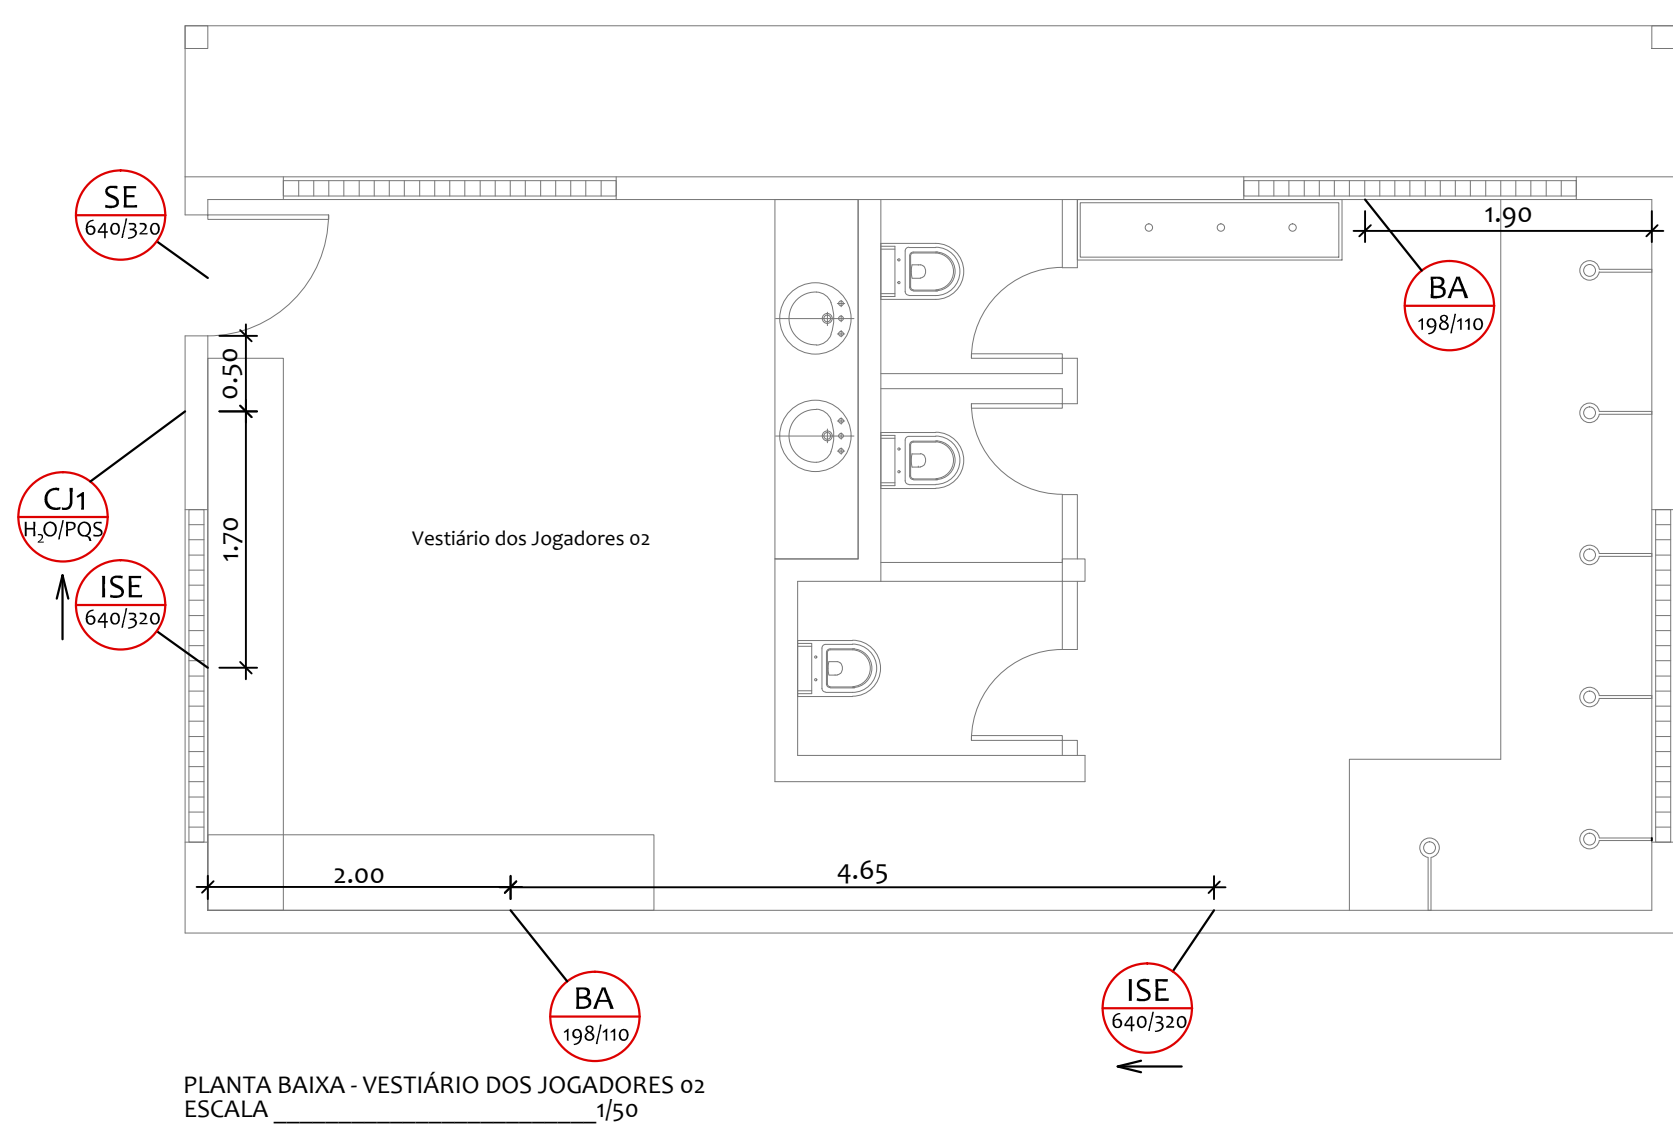 SE
640/320
1.90
BA
198/110
0.50
CJ1
H₂O/PQS
1.70
Vestiário dos Jogadores 02
ISE
640/320
2.00
4.65
BA
198/110
ISE
640/320
PLANTA BAIXA - VESTIÁRIO DOS JOGADORES 02
ESCALA __________________________ 1/50